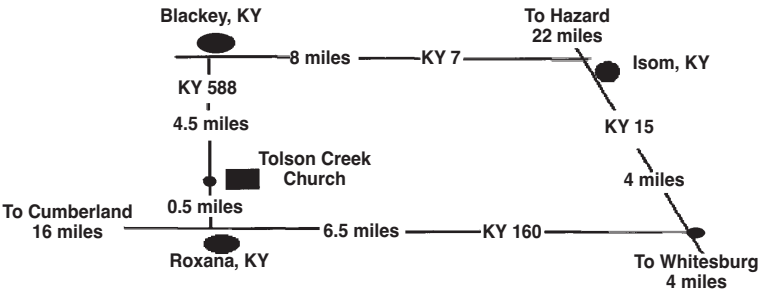 Blackey, KY
To Hazard
22 miles
8 miles
KY 7
Isom, KY
KY 588
4.5 miles
KY 15
Tolson Creek
Church
4 miles
0.5 miles
To Cumberland
16 miles
6.5 miles
KY 160
Roxana, KY
To Whitesburg
4 miles